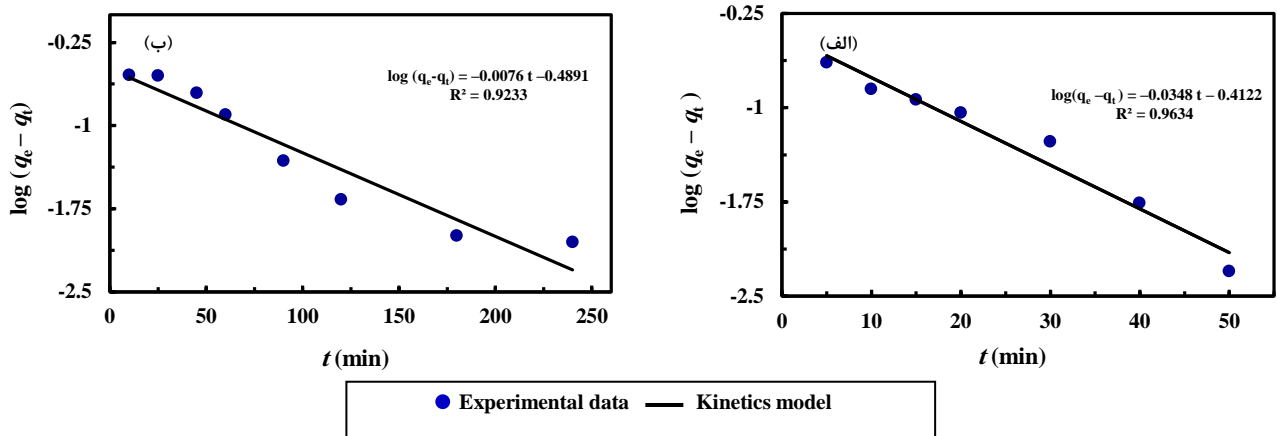 (ب)
log (qe-qt) = –0.0076 t –0.4891
R² = 0.9233
log (qe – qt)
-0.25
-1
-1.75
-2.5
0 50 100 150 200 250
t (min)
(الف)
log(qe –qt) = –0.0348 t – 0.4122
R² = 0.9634
log (qe – qt )
-0.25
-1
-1.75
-2.5
0 10 20 30 40 50
t (min)
Experimental data Kinetics model